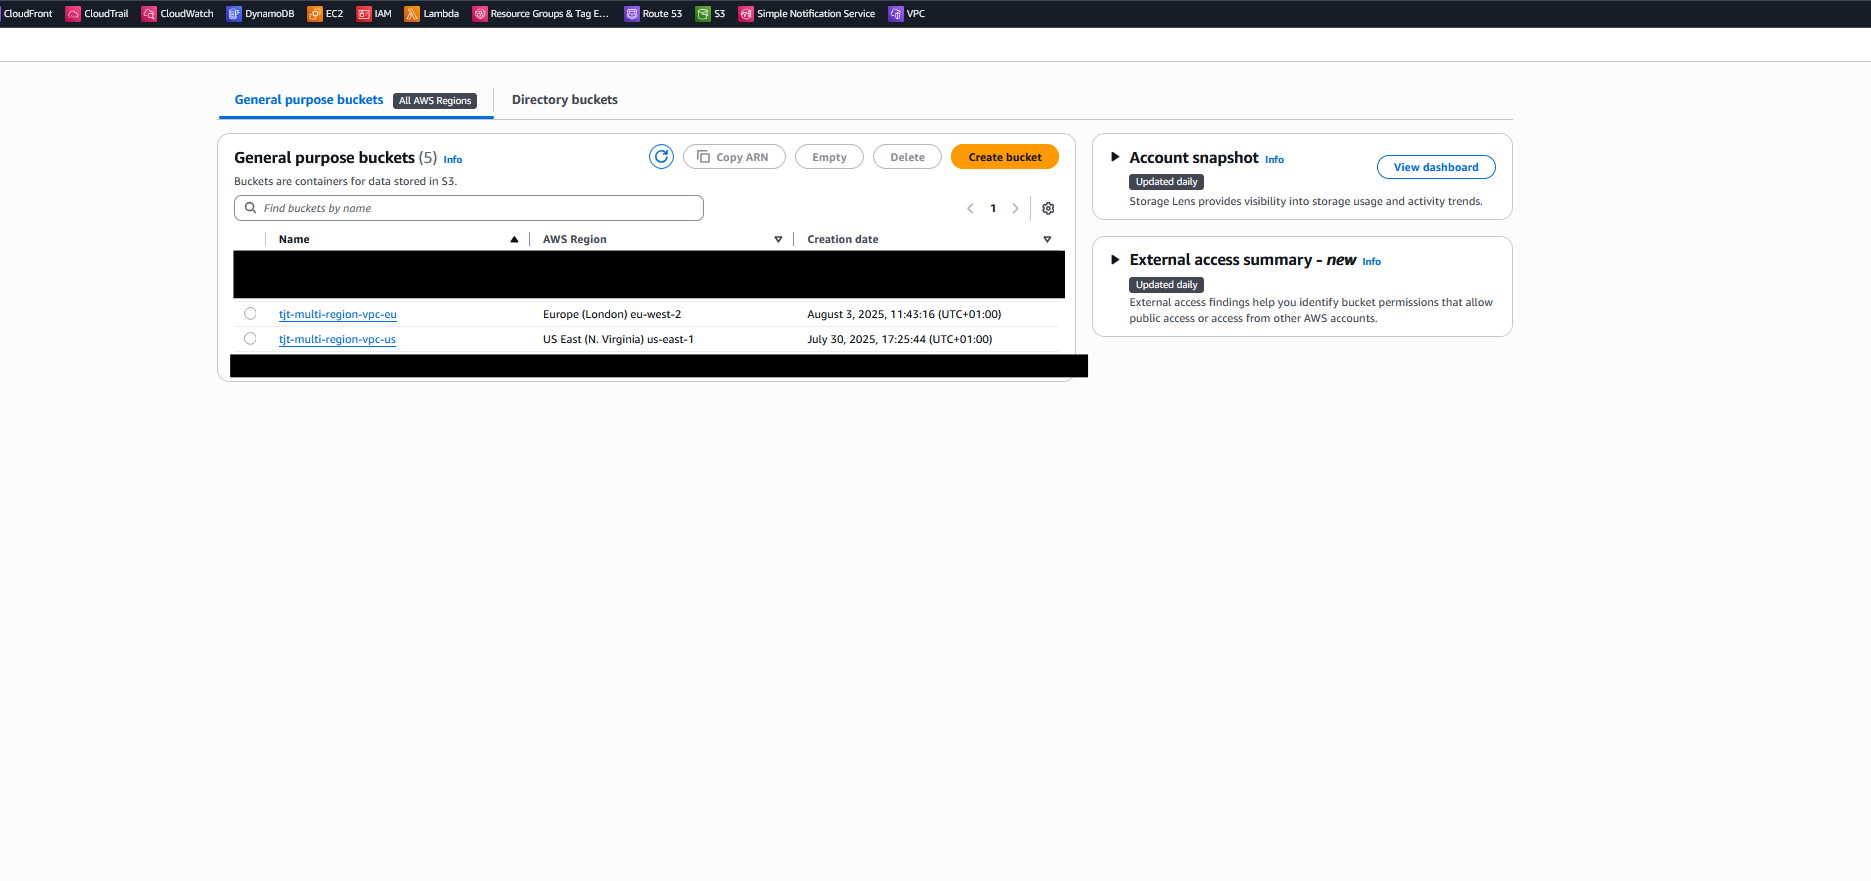 CloudFront CloudTrail CloudWatch DynamoDB EC2 IAM Lambda Resource Groups & Tag E... Route 53 S3 Simple Notification Service VPC
General purpose buckets All AWS Regions Directory buckets
General purpose buckets (5) Info
Copy ARN Empty Delete Create bucket
Buckets are containers for data stored in S3.
Find buckets by name
1
Name AWS Region Creation date
tjt-multi-region-vpc-eu Europe (London) eu-west-2 August 3, 2025, 11:43:16 (UTC+01:00)
tjt-multi-region-vpc-us US East (N. Virginia) us-east-1 July 30, 2025, 17:25:44 (UTC+01:00)
Account snapshot Info
View dashboard
Updated daily
Storage Lens provides visibility into storage usage and activity trends.
External access summary - new Info
Updated daily
External access findings help you identify bucket permissions that allow
public access or access from other AWS accounts.